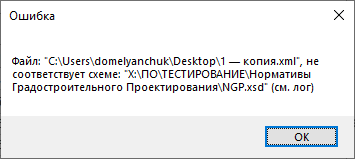 Ошибка
Файл: "C:\Users\domelyanchuk\Desktop\1 — копия.xml", не
соответствует схеме: "X:\ПО\ТЕСТИРОВАНИЕ\Нормативы
Градостроительного Проектирования\NGP.xsd" (см. лог)
OK